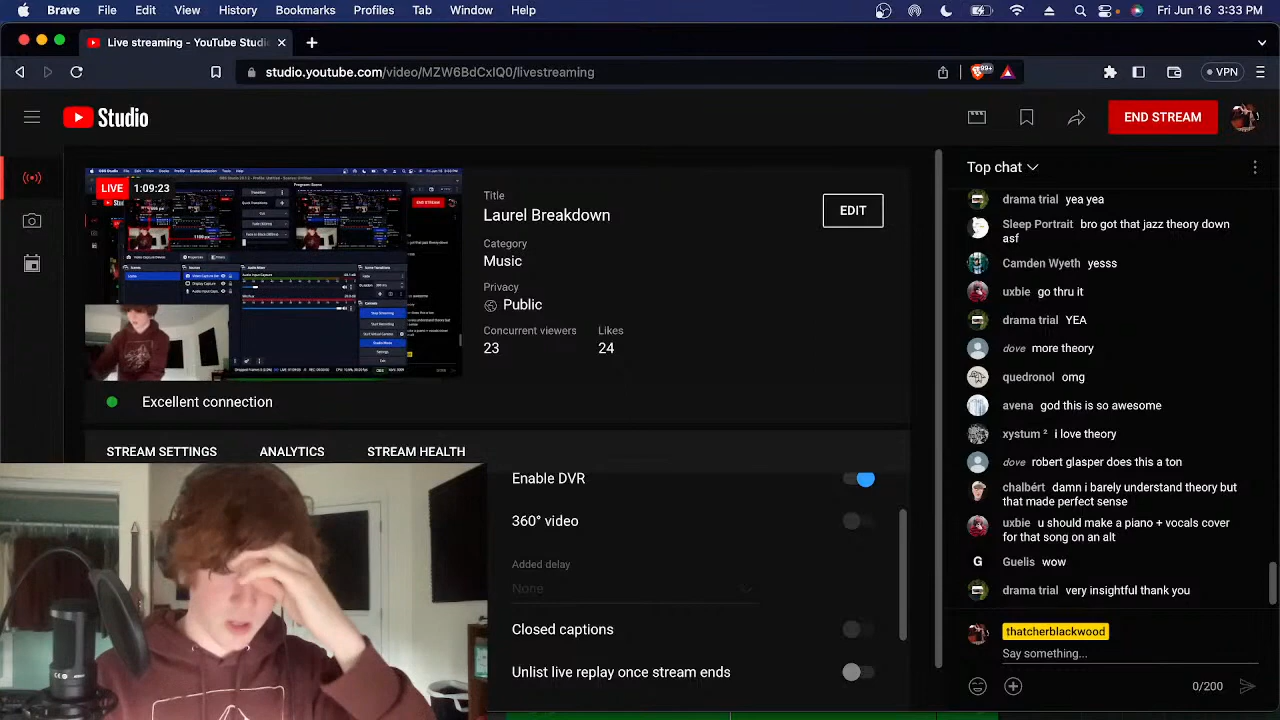 Brave File Edit View History Bookmarks Profiles Tab Window Help Fri Jun 16 3:33 PM
Live streaming - YouTube Studi
studio.youtube.com/video/MZW6BdCxIQ0/livestreaming 99+ VPN
Studio END STREAM
LIVE 1:09:23
Title
Laurel Breakdown
EDIT
Category
Music
Privacy
Public
Concurrent viewers Likes
23 24
Excellent connection
STREAM SETTINGS ANALYTICS STREAM HEALTH
Enable DVR
360° video
Added delay
None
Closed captions
Unlist live replay once stream ends
Top chat
drama trial yea yea
Sleep Portrait bro got that jazz theory down
asf
Camden Wyeth yesss
uxbie go thru it
drama trial YEA
dove more theory
quedronol omg
avena god this is so awesome
xystum ² i love theory
dove robert glasper does this a ton
chalbért damn i barely understand theory but
that made perfect sense
uxbie u should make a piano + vocals cover
for that song on an alt
G Guelis wow
drama trial very insightful thank you
thatcherblackwood
Say something...
0/200